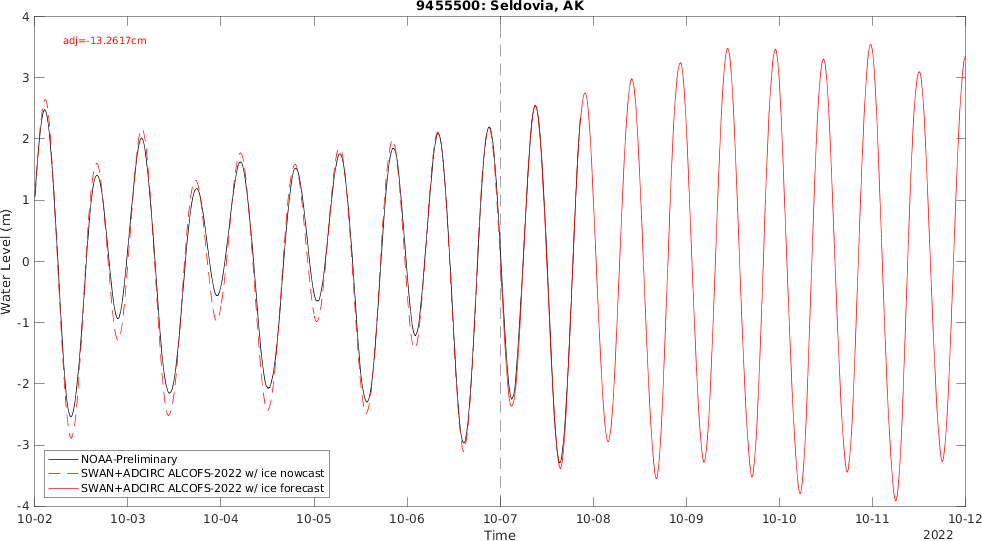 9455500: Seldovia, AK
adj=-13.2617cm
Water Level (m)
4
3
2
1
0
-1
-2
-3
-4
NOAA-Preliminary
SWAN+ADCIRC ALCOFS-2022 w/ ice nowcast
SWAN+ADCIRC ALCOFS-2022 w/ ice forecast
10-02 10-03 10-04 10-05 10-06 10-07 10-08 10-09 10-10 10-11 10-12
Time
2022